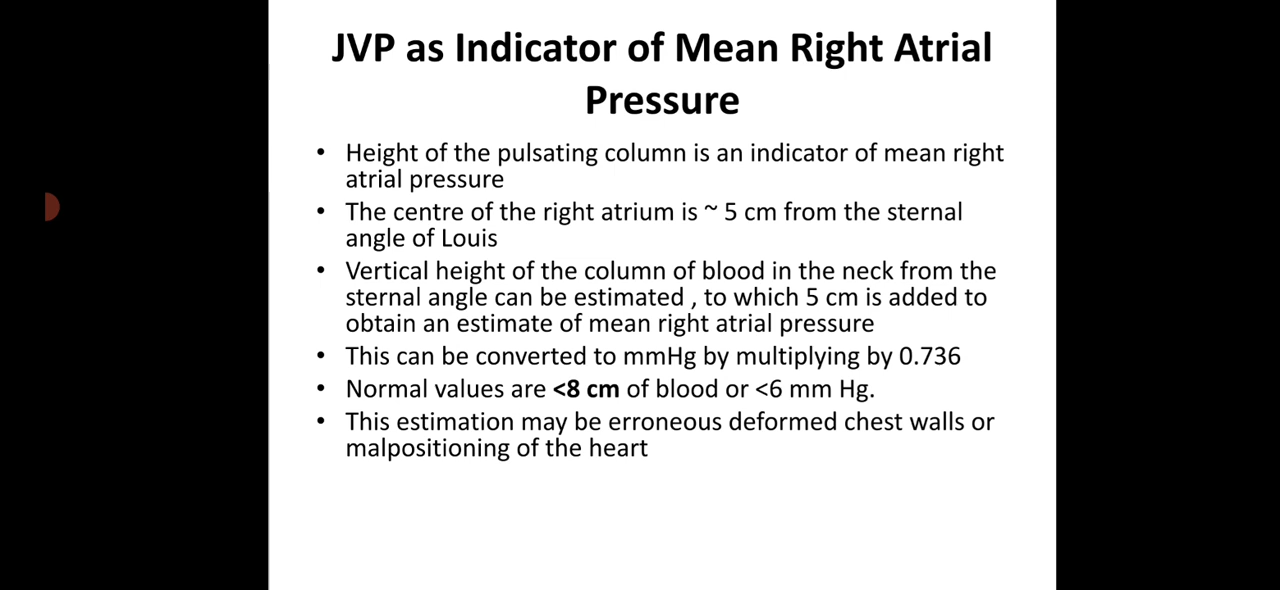 JVP as Indicator of Mean Right Atrial
Pressure
• Height of the pulsating column is an indicator of mean right
atrial pressure
• The centre of the right atrium is ~ 5 cm from the sternal
angle of Louis
• Vertical height of the column of blood in the neck from the
sternal angle can be estimated , to which 5 cm is added to
obtain an estimate of mean right atrial pressure
• This can be converted to mmHg by multiplying by 0.736
• Normal values are <8 cm of blood or <6 mm Hg.
• This estimation may be erroneous deformed chest walls or
malpositioning of the heart